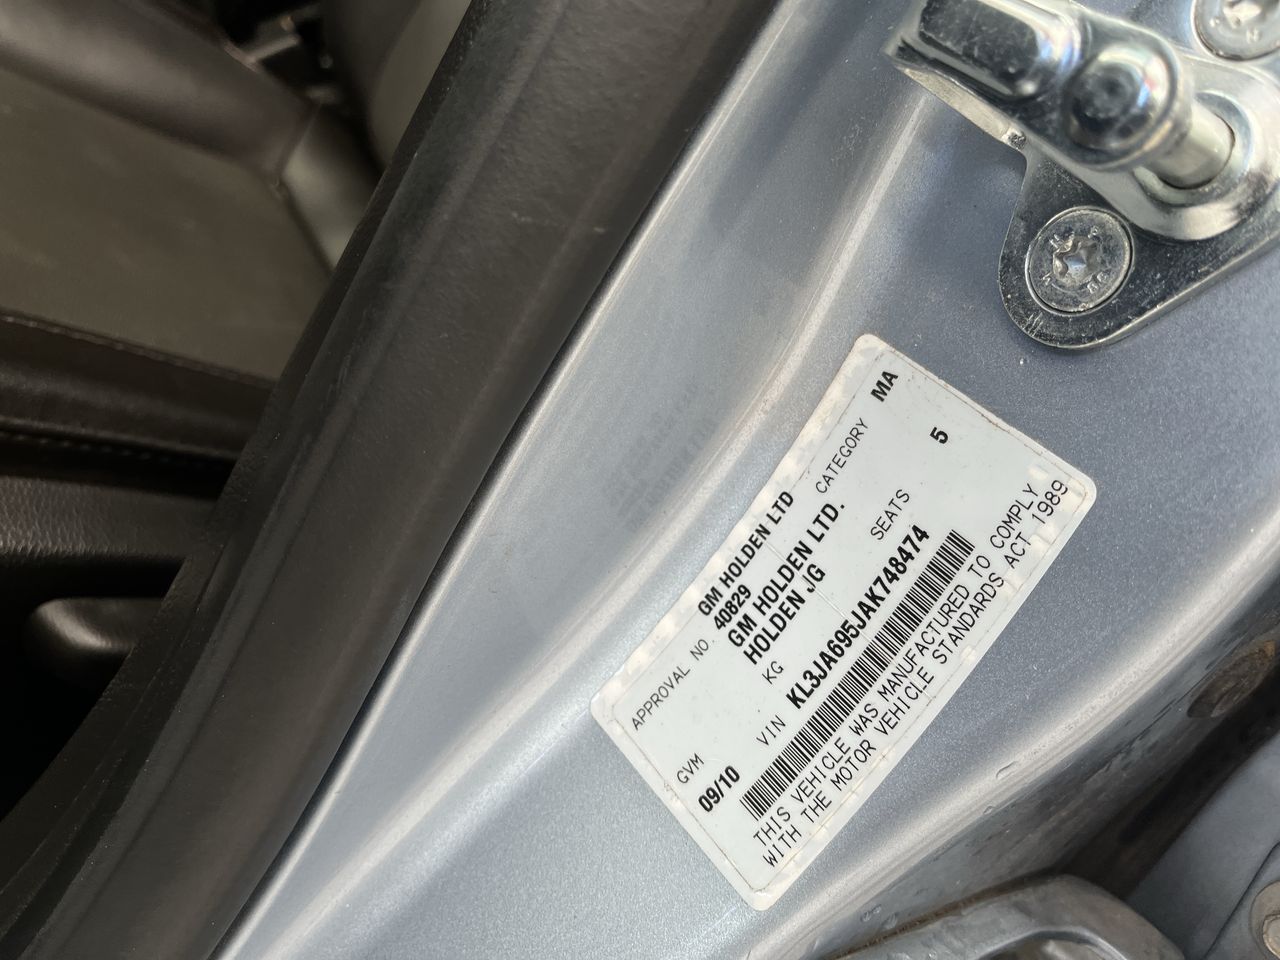 GM HOLDEN LTD
APPROVAL NO. 40829 CATEGORY MA
GM HOLDEN LTD.
HOLDEN JG SEATS 5
GVM KG
09/10 VIN KL3JA695JAK748474
THIS VEHICLE WAS MANUFACTURED TO COMPLY
WITH THE MOTOR VEHICLE STANDARDS ACT 1989